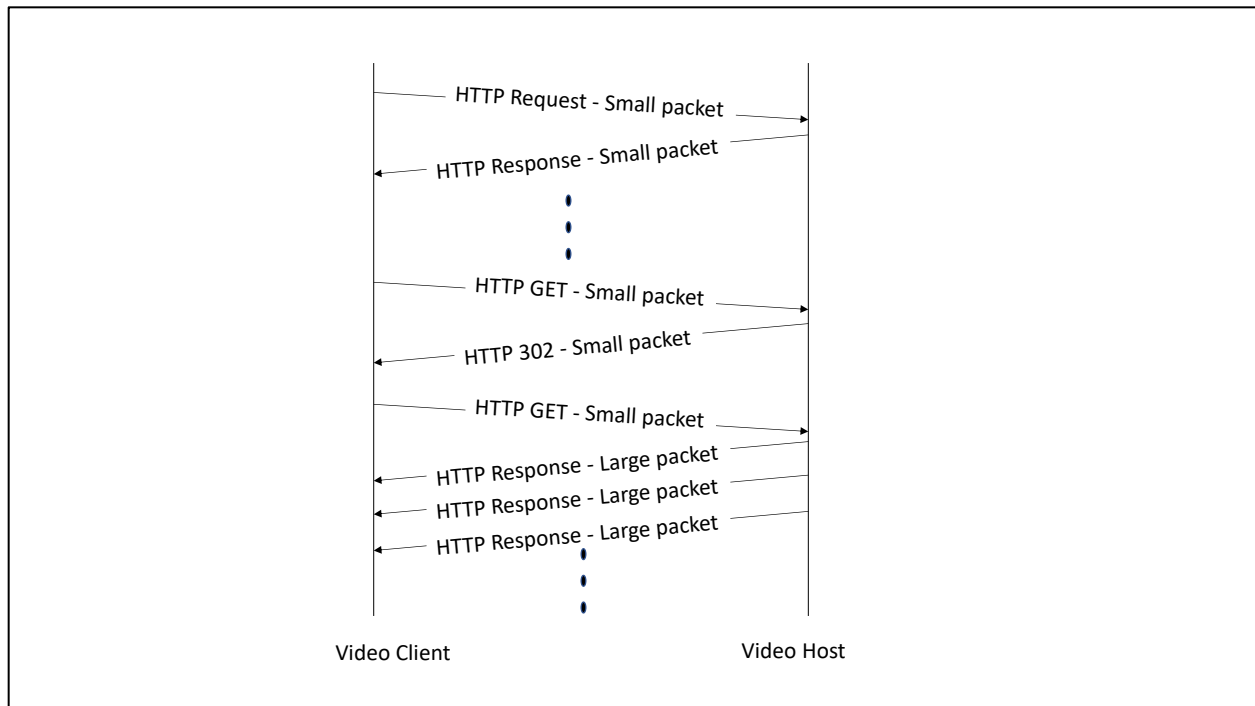 HTTP Request - Small packet
HTTP Response - Small packet
HTTP GET - Small packet
HTTP 302 - Small packet
HTTP GET - Small packet
HTTP Response - Large packet
HTTP Response - Large packet
HTTP Response - Large packet
Video Client
Video Host